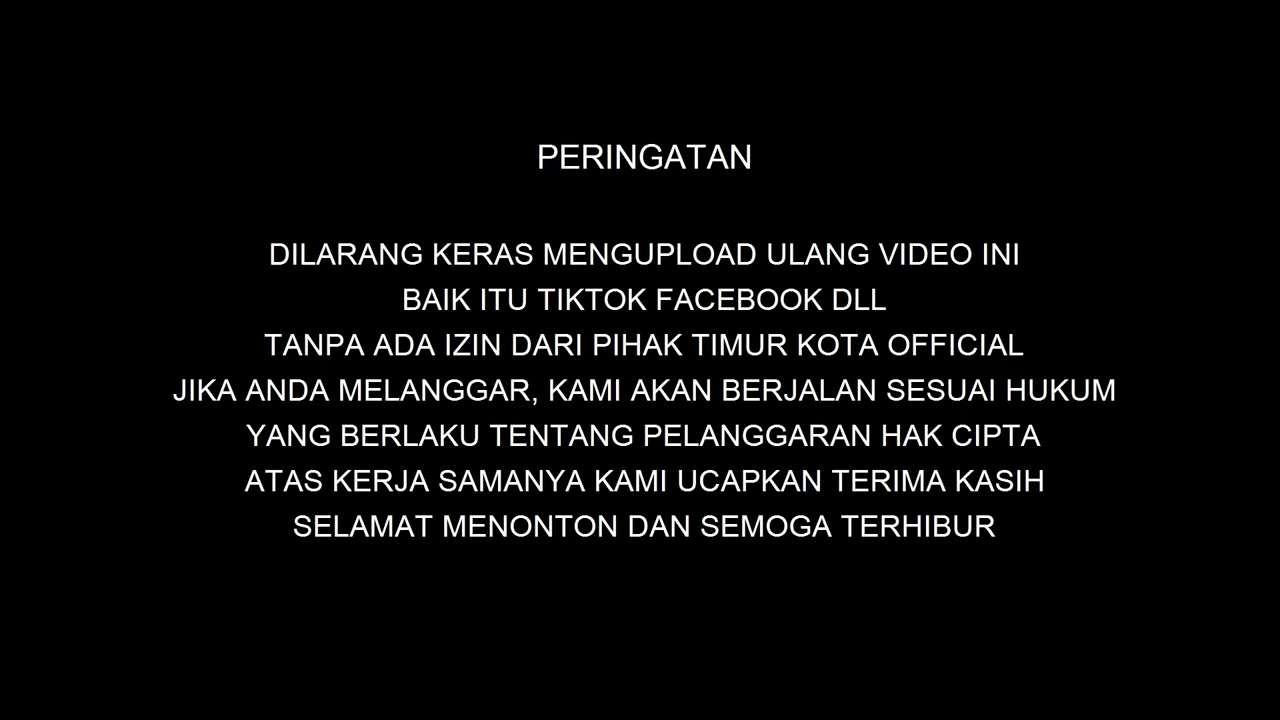 PERINGATAN
DILARANG KERAS MENGUPLOAD ULANG VIDEO INI
BAIK ITU TIKTOK FACEBOOK DLL
TANPA ADA IZIN DARI PIHAK TIMUR KOTA OFFICIAL
JIKA ANDA MELANGGAR, KAMI AKAN BERJALAN SESUAI HUKUM
YANG BERLAKU TENTANG PELANGGARAN HAK CIPTA
ATAS KERJA SAMANYA KAMI UCAPKAN TERIMA KASIH
SELAMAT MENONTON DAN SEMOGA TERHIBUR